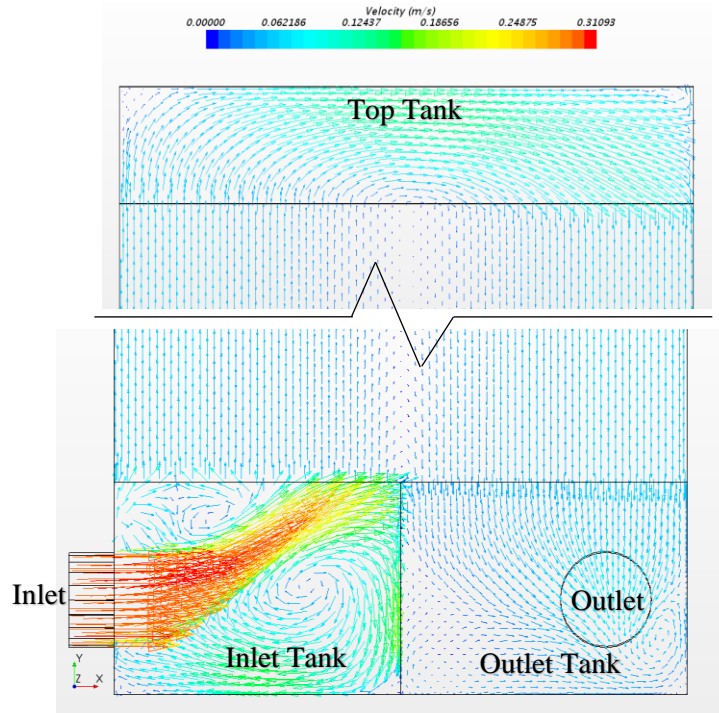 Velocity (m/s)
0.00000 0.062186 0.12437 0.18656 0.24875 0.31093
Top Tank
Inlet
Outlet
Inlet Tank
Outlet Tank
Y
Z X